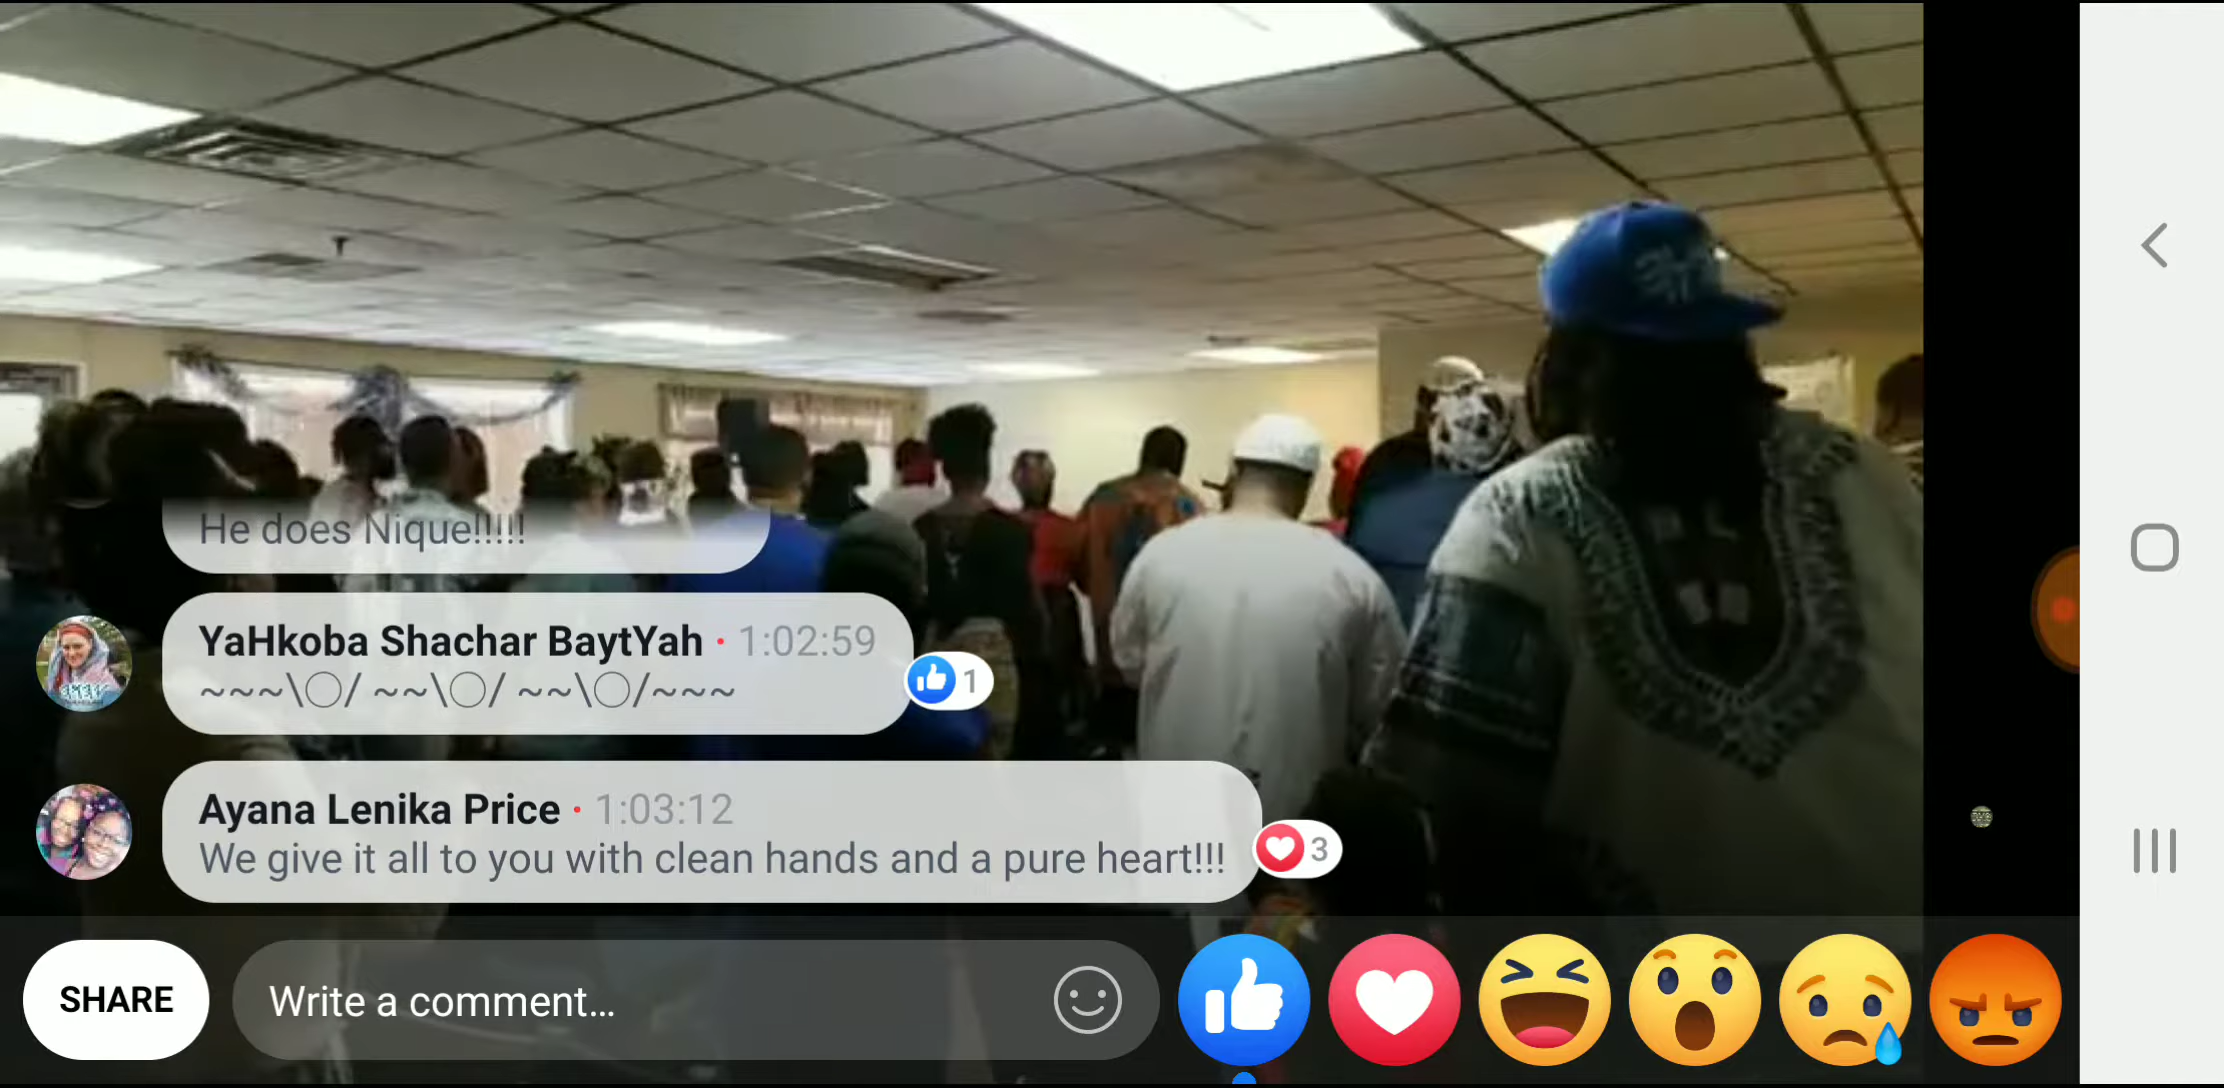 He does Nique!!!!!
YaHkoba Shachar BaytYah • 1:02:59
~~~\◯/ ~~\◯/ ~~\◯/~~~
1
Ayana Lenika Price • 1:03:12
We give it all to you with clean hands and a pure heart!!!
3
SHARE
Write a comment...